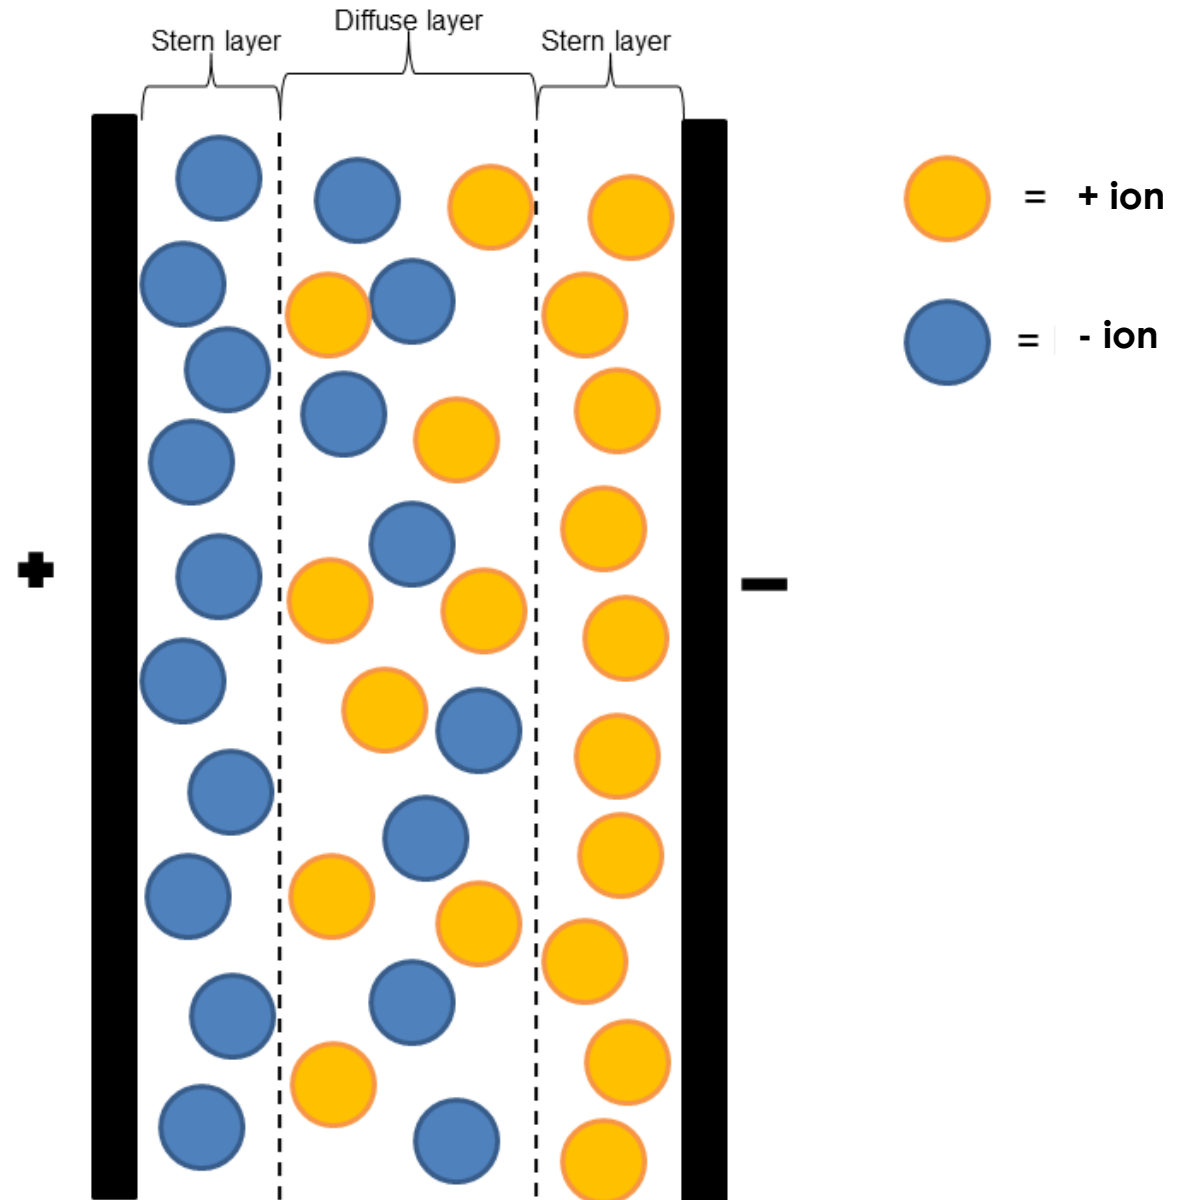 Diffuse layer
Stern layer
Stern layer
= + ion
= - ion
+
-